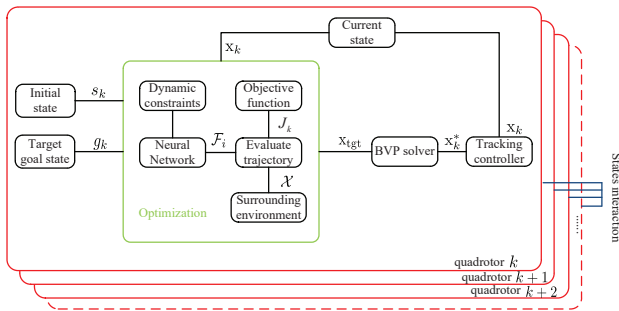 Current
state
x_k
Initial
state
s_k
Dynamic
constraints
Objective
function
J_k
Target
goal state
g_k
Neural
Network
F_i
Evaluate
trajectory
x_tgt
BVP solver
x_k^*
Tracking
controller
x_k
X
Surrounding
environment
Optimization
States interaction
......
quadrotor k
quadrotor k + 1
quadrotor k + 2